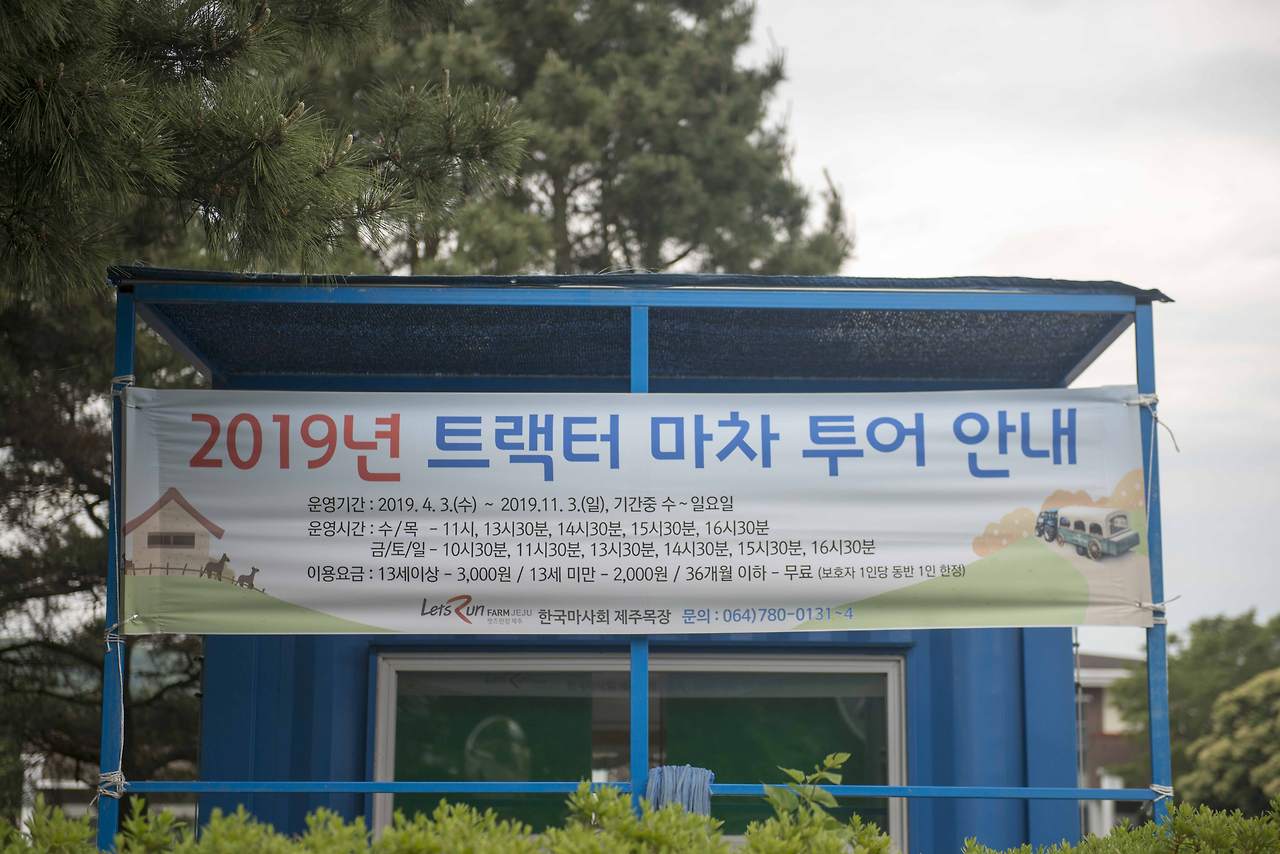 2019년 트랙터 마차 투어 안내
운영기간 : 2019. 4. 3.(수) ~ 2019.11. 3.(일), 기간중 수~일요일
운영시간 : 수/목 - 11시, 13시30분, 14시30분, 15시30분, 16시30분
금/토/일 - 10시30분, 11시30분, 13시30분, 14시30분, 15시30분, 16시30분
이용요금 : 13세이상 - 3,000원 / 13세 미만 - 2,000원 / 36개월 이하 - 무료 (보호자 1인당 동반 1인 한정)
Let's Run FARM JEJU 렛츠런팜 제주 한국마사회 제주목장 문의 : 064)780-0131~4